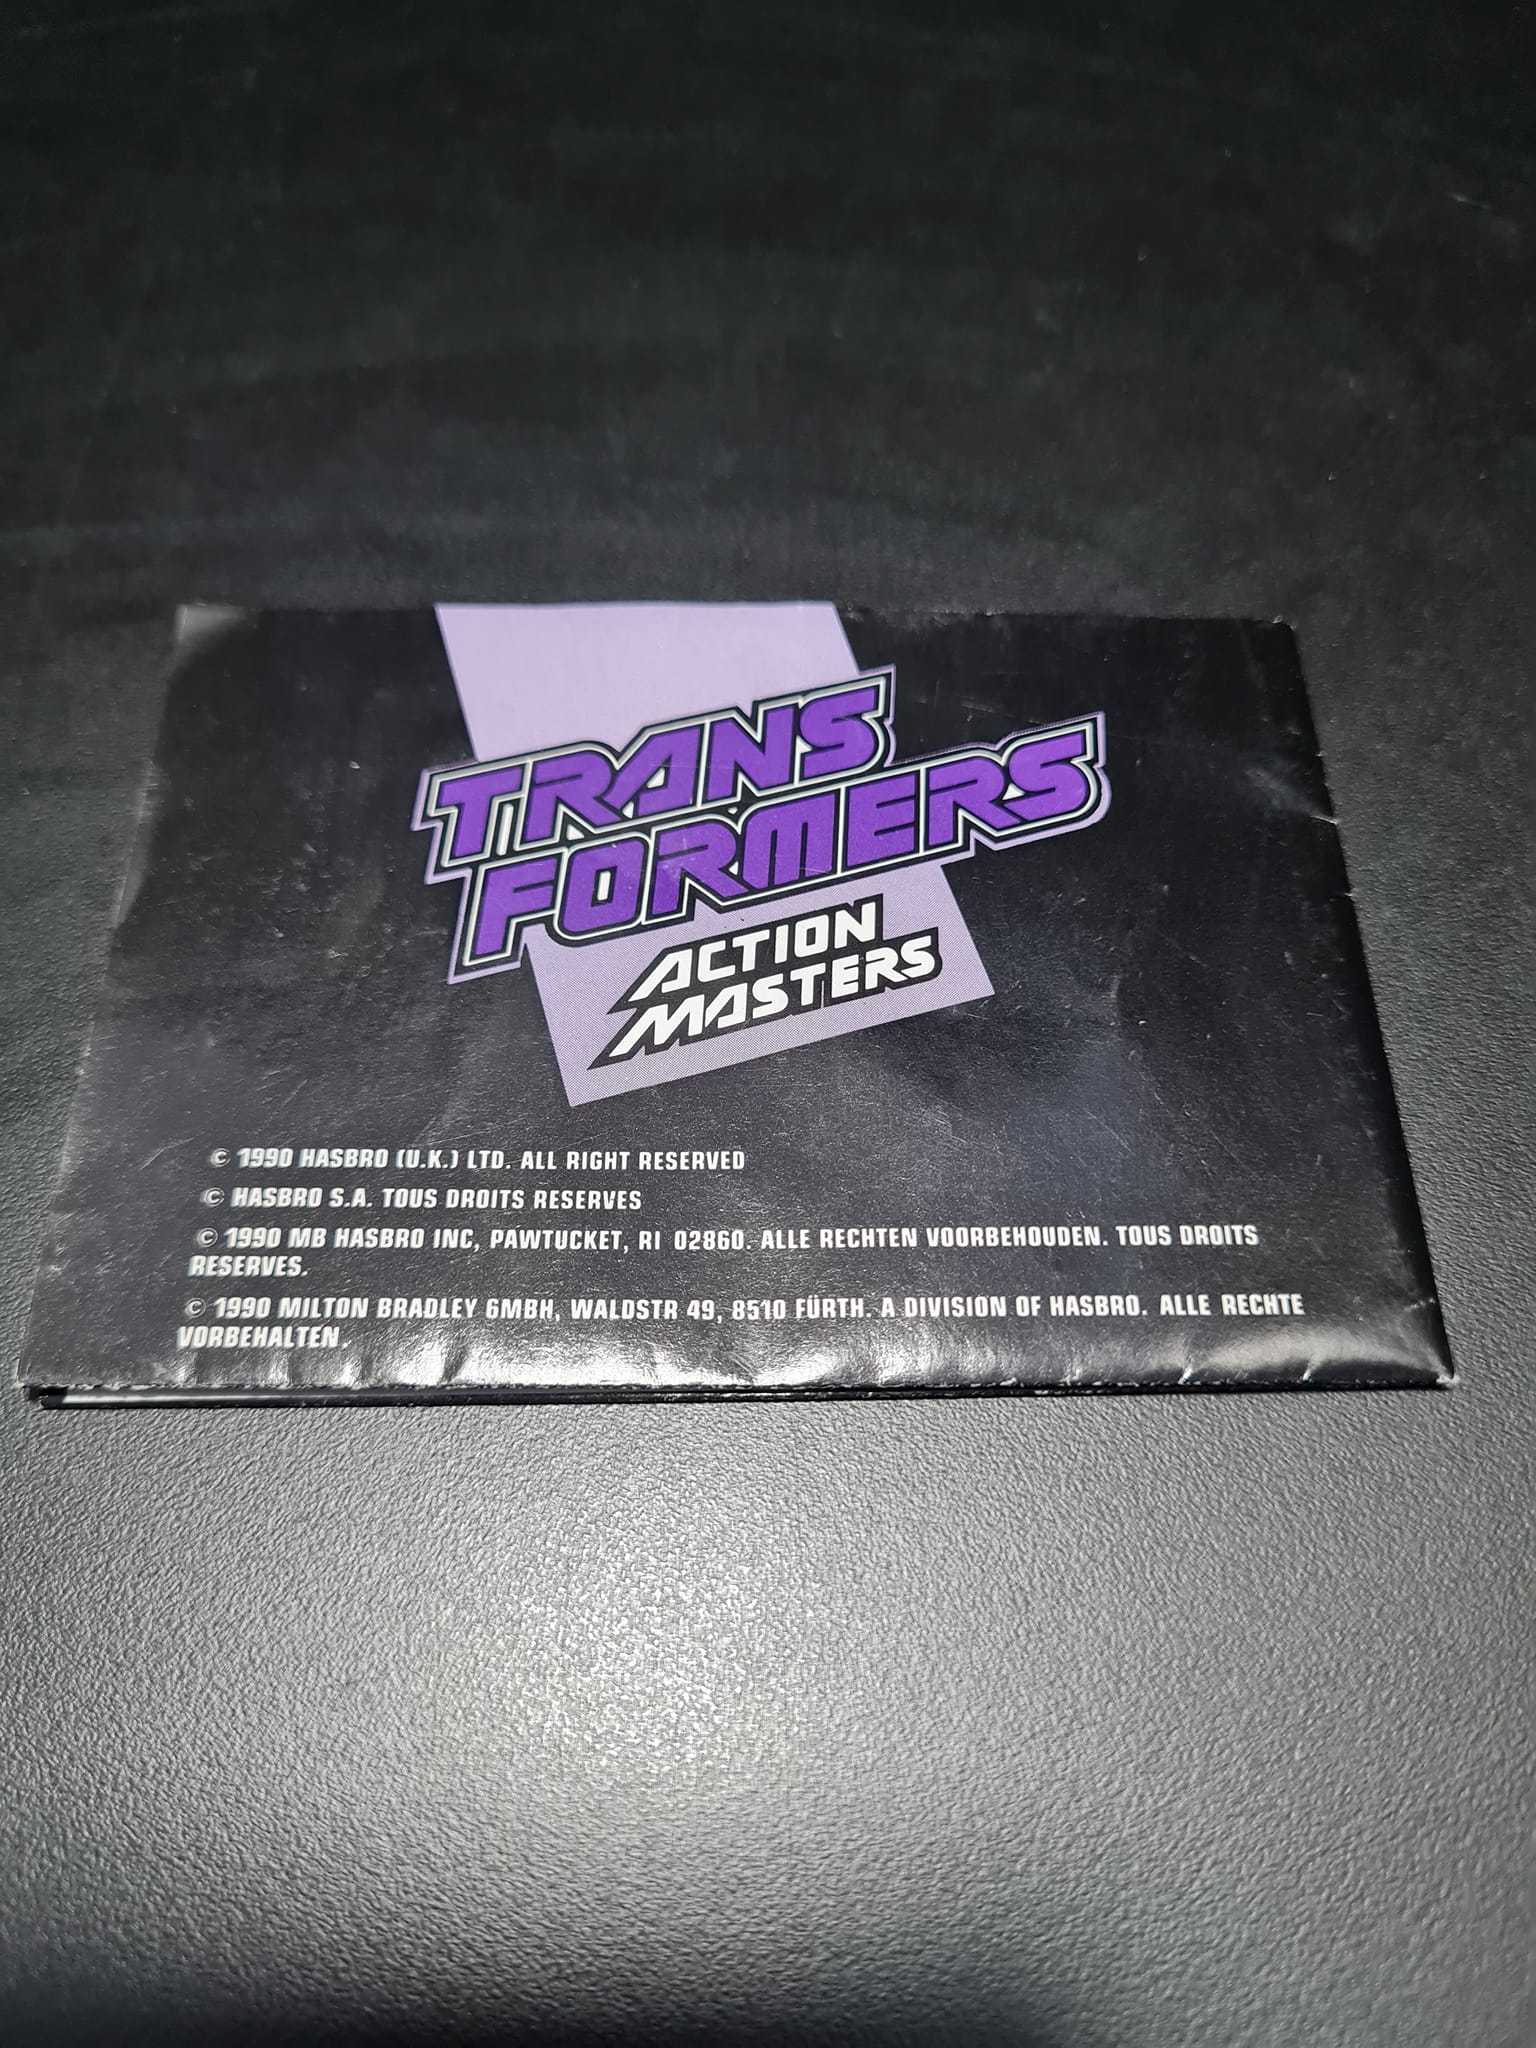 TRANS
FORMERS
ACTION
MASTERS
© 1990 HASBRO (U.K.) LTD. ALL RIGHT RESERVED
© HASBRO S.A. TOUS DROITS RESERVES
© 1990 MB HASBRO INC, PAWTUCKET, RI 02860. ALLE RECHTEN VOORBEHOUDEN. TOUS DROITS
RESERVES.
© 1990 MILTON BRADLEY GMBH, WALDSTR 49, 8510 FÜRTH. A DIVISION OF HASBRO. ALLE RECHTE
VORBEHALTEN.